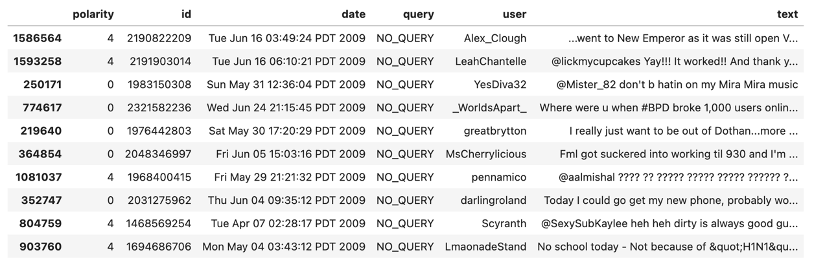 polarity id date query user text
1586564 4 2190822209 Tue Jun 16 03:49:24 PDT 2009 NO_QUERY Alex_Clough ...went to New Emperor as it was still open V...
1593258 4 2191903014 Tue Jun 16 06:10:21 PDT 2009 NO_QUERY LeahChantelle @lickmycupcakes Yay!!! It worked!! And thank y...
250171 0 1983150308 Sun May 31 12:36:04 PDT 2009 NO_QUERY YesDiva32 @Mister_82 don't b hatin on my Mira Mira music
774617 0 2321582236 Wed Jun 24 21:15:45 PDT 2009 NO_QUERY _WorldsApart_ Where were u when #BPD broke 1,000 users onlin...
219640 0 1976442803 Sat May 30 17:20:29 PDT 2009 NO_QUERY greatbrytton I really just want to be out of Dothan...more ...
364854 0 2048346997 Fri Jun 05 15:03:16 PDT 2009 NO_QUERY MsCherrylicious Fml got suckered into working til 930 and I'm ...
1081037 4 1968400415 Fri May 29 21:21:32 PDT 2009 NO_QUERY pennamico @aalmishal ???? ?? ????? ????? ????? ?????? ?...
352747 0 2031275962 Thu Jun 04 09:35:12 PDT 2009 NO_QUERY darlingroland Today I could go get my new phone, probably wo...
804759 4 1468569254 Tue Apr 07 02:28:17 PDT 2009 NO_QUERY Scyranth @SexySubKaylee heh heh dirty is always good gu...
903760 4 1694686706 Mon May 04 03:43:12 PDT 2009 NO_QUERY LmaonadeStand No school today - Not because of &quot;H1N1&qu...